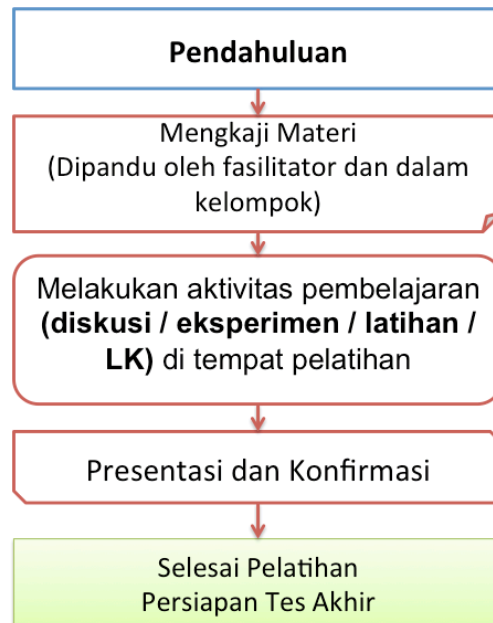 Pendahuluan
Mengkaji Materi
(Dipandu oleh fasilitator dan dalam
kelompok)
Melakukan aktivitas pembelajaran
(diskusi / eksperimen / latihan /
LK) di tempat pelatihan
Presentasi dan Konfirmasi
Selesai Pelatihan
Persiapan Tes Akhir